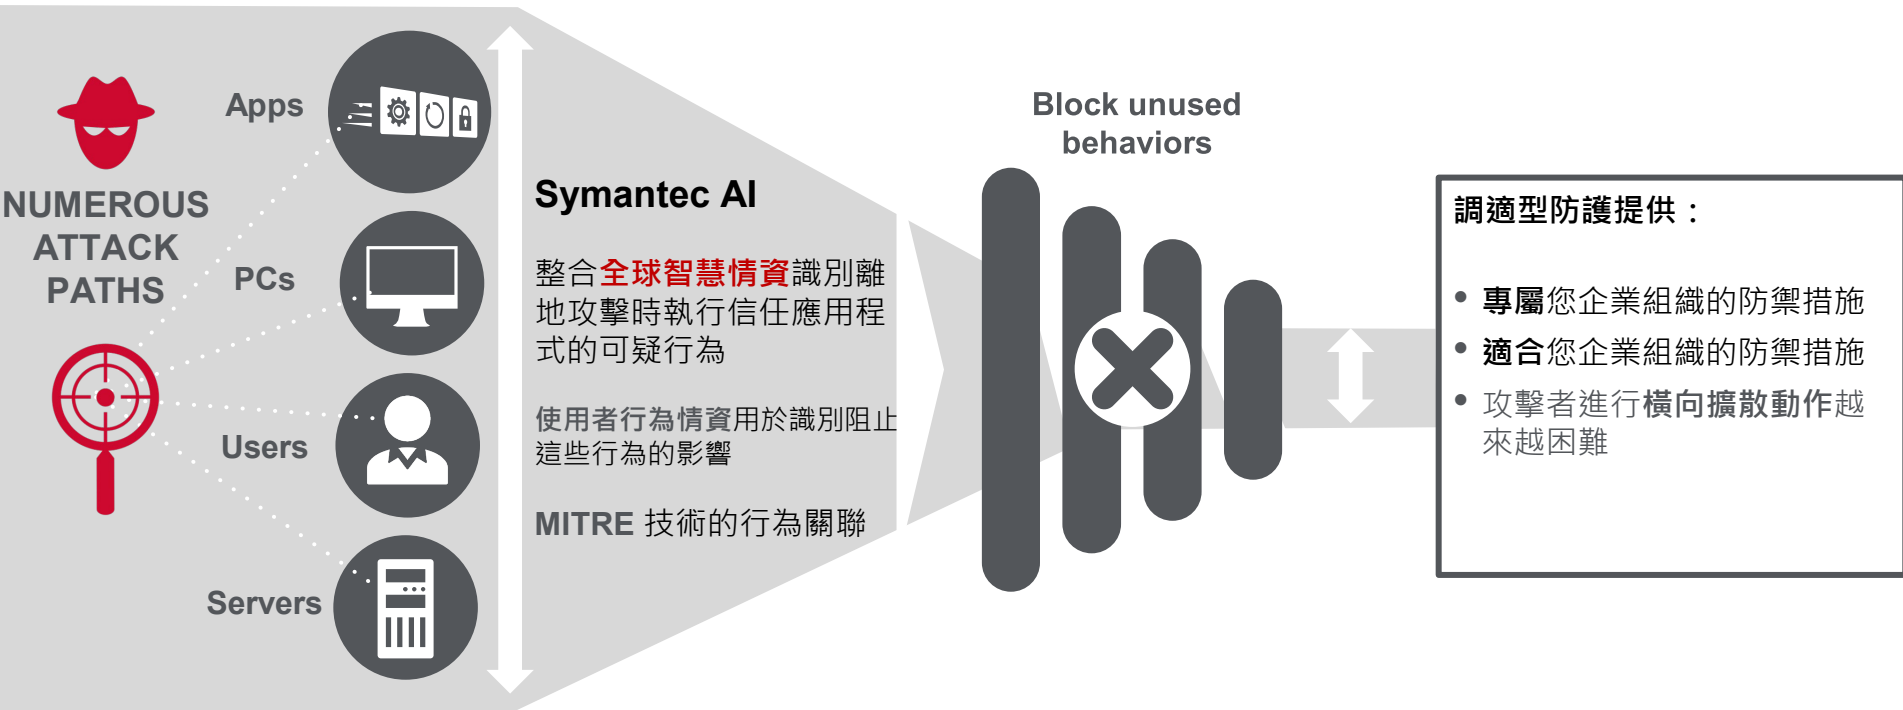 NUMEROUS
ATTACK
PATHS
Apps
PCs
Users
Servers
Symantec AI
整合全球智慧情資識別離
地攻擊時執行信任應用程
式的可疑行為
使用者行為情資用於識別阻止
這些行為的影響
MITRE 技術的行為關聯
Block unused
behaviors
調適型防護提供：
• 專屬您企業組織的防禦措施
• 適合您企業組織的防禦措施
• 攻擊者進行橫向擴散動作越
來越困難